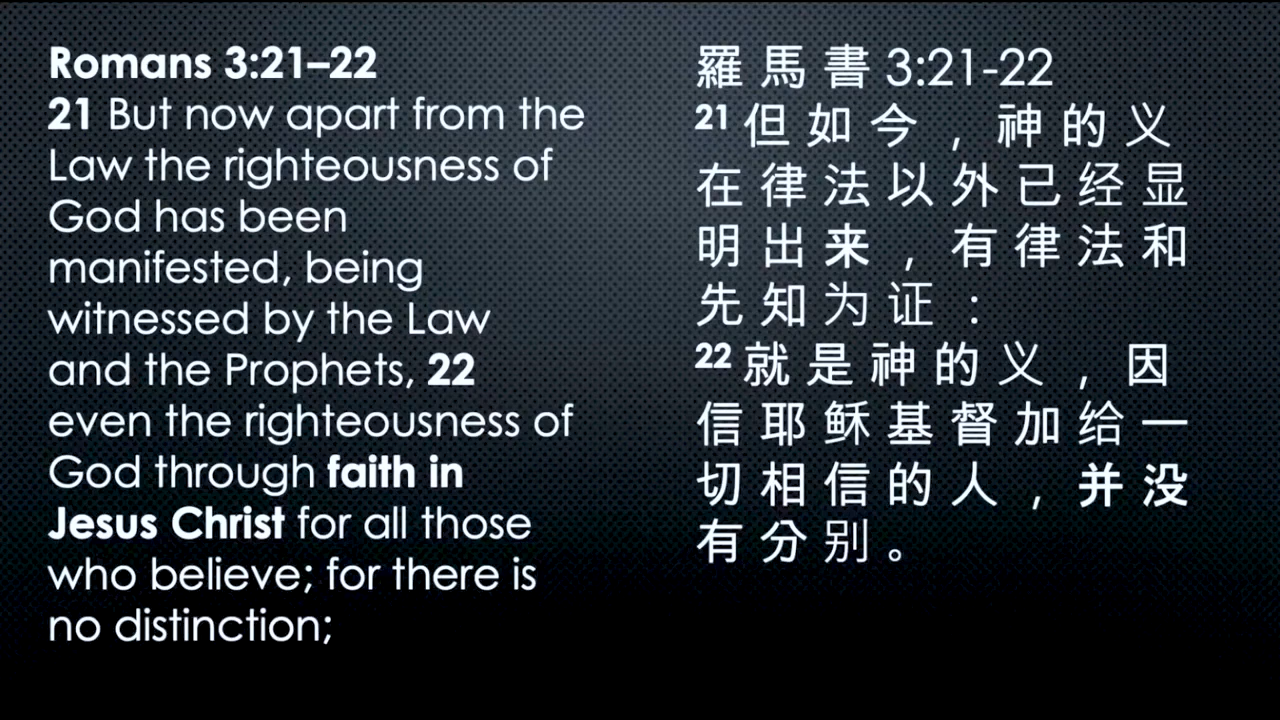 Romans 3:21–22
21 But now apart from the
Law the righteousness of
God has been
manifested, being
witnessed by the Law
and the Prophets, 22
even the righteousness of
God through faith in
Jesus Christ for all those
who believe; for there is
no distinction;
羅馬書 3:21-22
21 但如今，神的义
在律法以外已经显
明出来，有律法和
先知为证：
22 就是神的义，因
信耶稣基督加给一
切相信的人，并没
有分别。